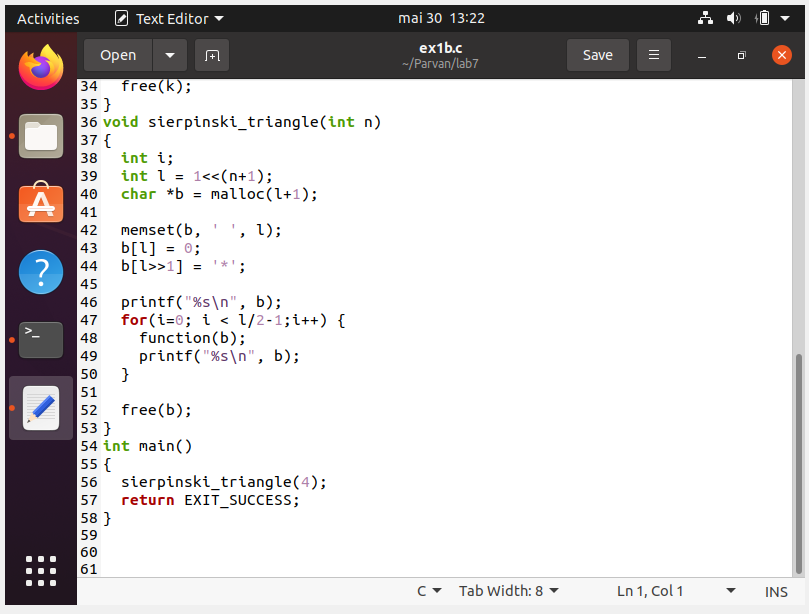 Activities Text Editor mai 30 13:22
Open ex1b.c Save
~/Parvan/lab7
34   free(k);
35 }
36 void sierpinski_triangle(int n)
37 {
38   int i;
39   int l = 1<<(n+1);
40   char *b = malloc(l+1);
41
42   memset(b, ' ', l);
43   b[l] = 0;
44   b[l>>1] = '*';
45
46   printf("%s\n", b);
47   for(i=0; i < l/2-1;i++) {
48     function(b);
49     printf("%s\n", b);
50   }
51
52   free(b);
53 }
54 int main()
55 {
56   sierpinski_triangle(4);
57   return EXIT_SUCCESS;
58 }
59
60
61
C Tab Width: 8 Ln 1, Col 1 INS